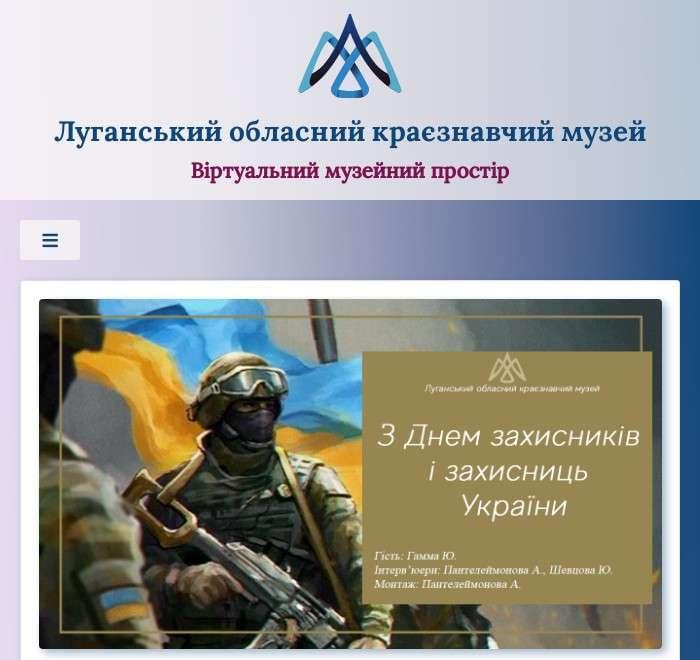 Луганський обласний краєзнавчий музей
Віртуальний музейний простір
Луганський обласний краєзнавчий музей
З Днем захисників
і захисниць
України
Гість: Гамма Ю.
Інтерв'юери: Пантелеймонова А., Шевцова Ю.
Монтаж: Пантелеймонова А.